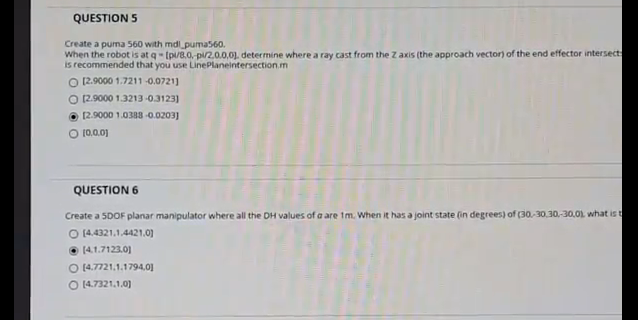 QUESTION 5
Create a puma 560 with mdl_puma560.
When the robot is at q = [pi/8,0,-pi/2,0,0,0], determine where a ray cast from the Z axis (the approach vector) of the end effector intersect
is recommended that you use LinePlaneIntersection.m
[2.9000 1.7211 -0.0721]
[2.9000 1.3213 -0.3123]
[2.9000 1.0388 -0.0203]
[0,0,0]
QUESTION 6
Create a 5DOF planar manipulator where all the DH values of a are 1m. When it has a joint state (in degrees) of [30,-30,30,-30,0], what is
[4.4321,1.4421,0]
[4,1.7123,0]
[4.7721,1.1794,0]
[4.7321,1,0]